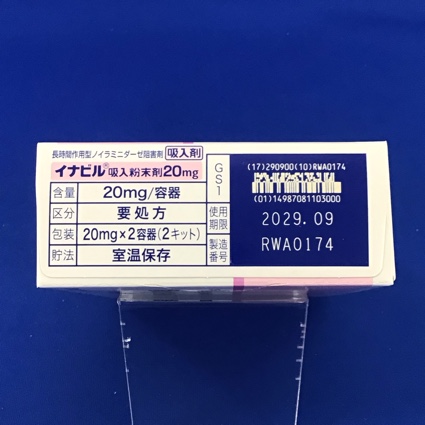 長時間作用型ノイラミニダーゼ阻害剤 吸入剤
イナビル®吸入粉末剤20mg
含量 20mg/容器
区分 要処方
包装 20mg×2容器(2キット)
貯法 室温保存
GS1
(17)290900(10)RWA0174
(01)14987081103000
使用期限 2029.09
製造番号 RWA0174